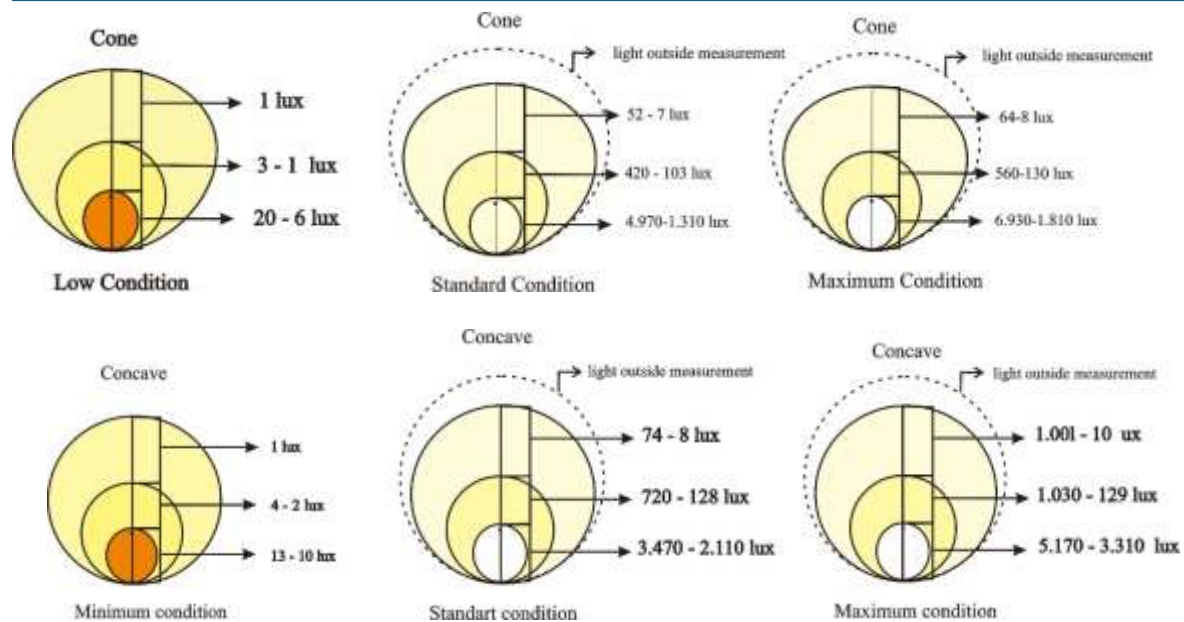 Cone
1 lux
3 - 1 lux
20 - 6 lux
Low Condition
Cone
light outside measurement
52 - 7 lux
420 - 103 lux
4.970-1.310 lux
Standard Condition
Cone
light outside measurement
64-8 lux
560-130 lux
6.930-1.810 lux
Maximum Condition
Concave
1 lux
4 - 2 lux
13 - 10 lux
Minimum condition
Concave
light outside measurement
74 - 8 lux
720 - 128 lux
3.470 - 2.110 lux
Standart condition
Concave
light outside measurement
1.00l - 10 ux
1.030 - 129 lux
5.170 - 3.310 lux
Maximum condition